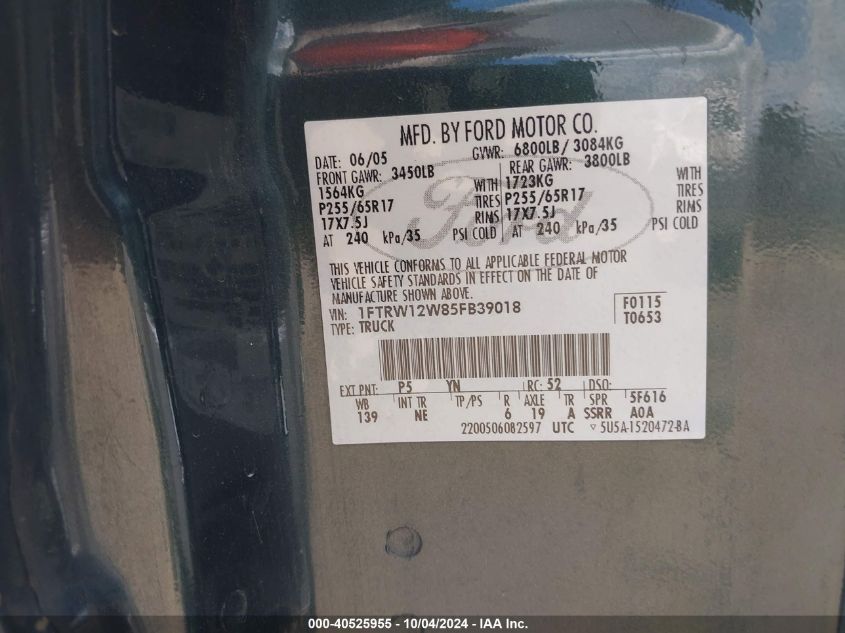 MFD. BY FORD MOTOR CO.
DATE: 06/05 GVWR: 6800LB/ 3084KG
FRONT GAWR: 3450LB REAR GAWR: 3800LB
1564KG WITH 1723KG WITH
P255/65R17 TIRES P255/65R17 TIRES
17X7.5J RIMS 17X7.5J RIMS
AT 240 kPa/35 PSI COLD AT 240 kPa/35 PSI COLD
Ford
THIS VEHICLE CONFORMS TO ALL APPLICABLE FEDERAL MOTOR
VEHICLE SAFETY STANDARDS IN EFFECT ON THE DATE OF
MANUFACTURE SHOWN ABOVE.
VIN: 1FTRW12W85FB39018 F0115
TYPE: TRUCK T0653
EXT PNT: P5 YN RC: 52 DSO:
WB INT TR TP/PS R AXLE TR SPR 5F616
139 NE 6 19 A SSRR A0A
2200506082597 UTC ▽ 5U5A-1520472-BA
000-40525955 - 10/04/2024 - IAA Inc.